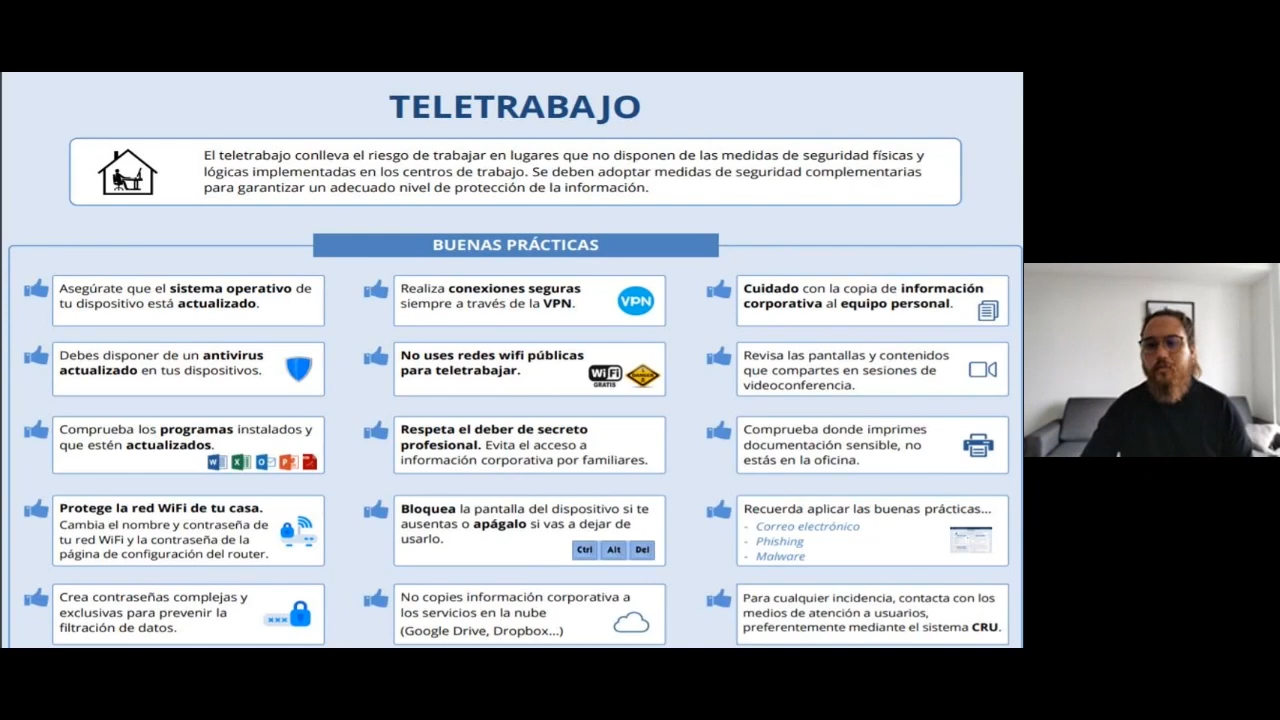 TELETRABAJO
El teletrabajo conlleva el riesgo de trabajar en lugares que no disponen de las medidas de seguridad físicas y
lógicas implementadas en los centros de trabajo. Se deben adoptar medidas de seguridad complementarias
para garantizar un adecuado nivel de protección de la información.
BUENAS PRÁCTICAS
Asegúrate que el sistema operativo de
tu dispositivo está actualizado.
Debes disponer de un antivirus
actualizado en tus dispositivos.
Comprueba los programas instalados y
que estén actualizados.
Protege la red WiFi de tu casa.
Cambia el nombre y contraseña de
tu red WiFi y la contraseña de la
página de configuración del router.
Crea contraseñas complejas y
exclusivas para prevenir la
filtración de datos.
xxx
Realiza conexiones seguras
siempre a través de la VPN.
VPN
No uses redes wifi públicas
para teletrabajar.
WiFi
GRATIS
Respeta el deber de secreto
profesional. Evita el acceso a
información corporativa por familiares.
Bloquea la pantalla del dispositivo si te
ausentas o apágalo si vas a dejar de
usarlo.
Ctrl Alt Del
No copies información corporativa a
los servicios en la nube
(Google Drive, Dropbox...)
Cuidado con la copia de información
corporativa al equipo personal.
Revisa las pantallas y contenidos
que compartes en sesiones de
videoconferencia.
Comprueba donde imprimes
documentación sensible, no
estás en la oficina.
Recuerda aplicar las buenas prácticas...
- Correo electrónico
- Phishing
- Malware
Para cualquier incidencia, contacta con los
medios de atención a usuarios,
preferentemente mediante el sistema CRU.